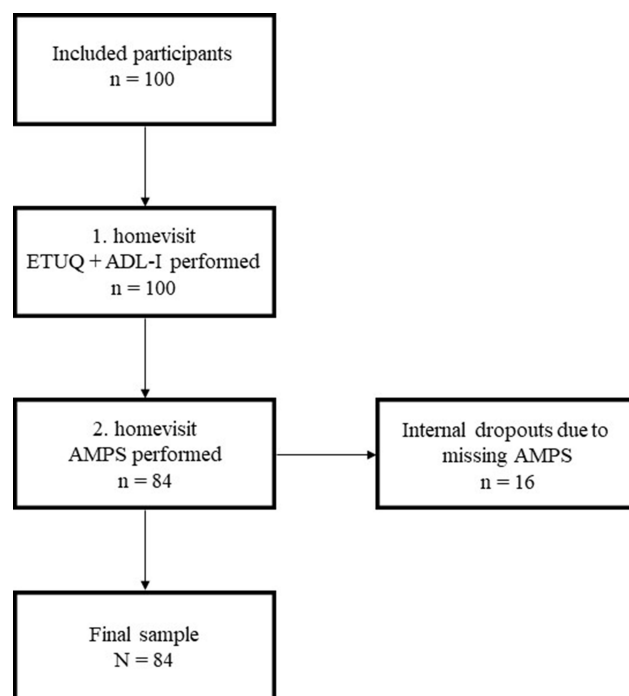 Included participants
n = 100
1. homevisit
ETUQ + ADL-I performed
n = 100
2. homevisit
AMPS performed
n = 84
Internal dropouts due to
missing AMPS
n = 16
Final sample
N = 84